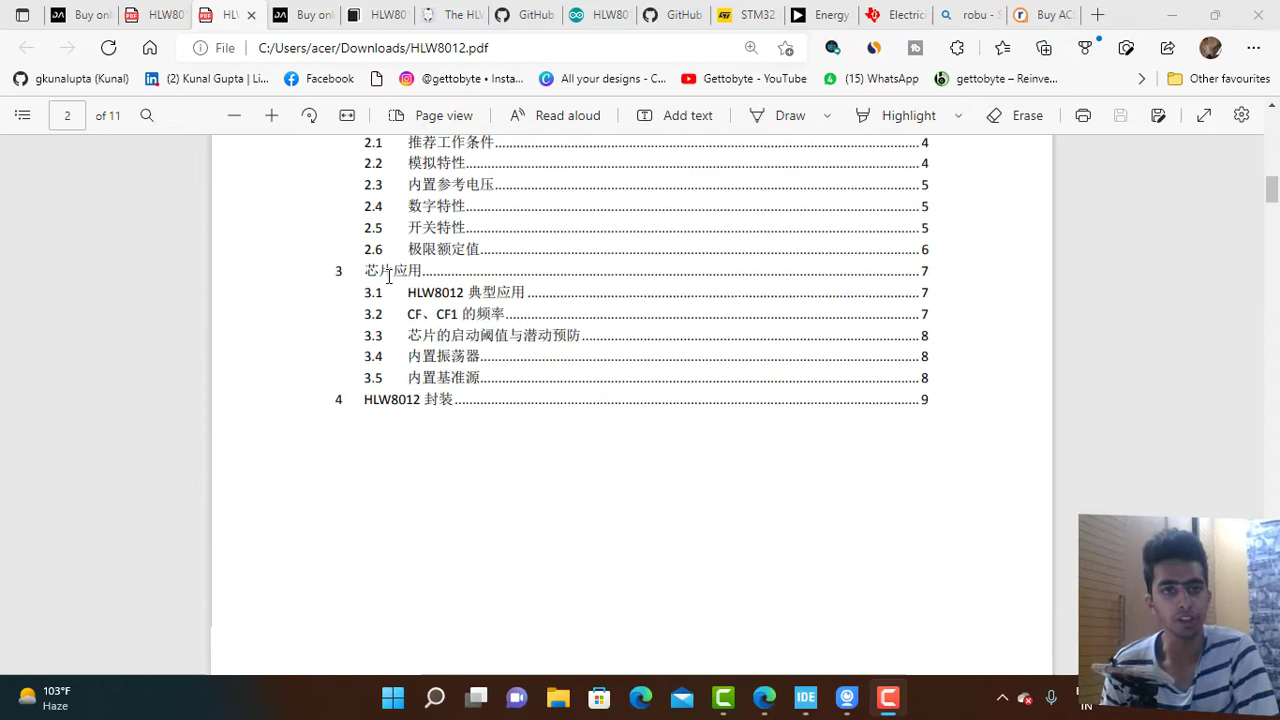 Buy onl
HLW80
HL
Buy onl
HLW80
The HL
GitHub
HLW80
GitHub
STM32
Energy
Electric
robu - S
Buy ACS
File
C:/Users/acer/Downloads/HLW8012.pdf
gkunalupta (Kunal)
(2) Kunal Gupta | Li...
Facebook
@gettobyte • Insta...
All your designs - C...
Gettobyte - YouTube
(15) WhatsApp
gettobyte – Reinve...
Other favourites
2
of 11
Page view
Read aloud
Add text
Draw
Highlight
Erase
2.1 推荐工作条件 4
2.2 模拟特性 4
2.3 内置参考电压 5
2.4 数字特性 5
2.5 开关特性 5
2.6 极限额定值 6
3 芯片应用 7
3.1 HLW8012 典型应用 7
3.2 CF、CF1 的频率 7
3.3 芯片的启动阈值与潜动预防 8
3.4 内置振荡器 8
3.5 内置基准源 8
4 HLW8012 封装 9
103°F
Haze
IDE
IN